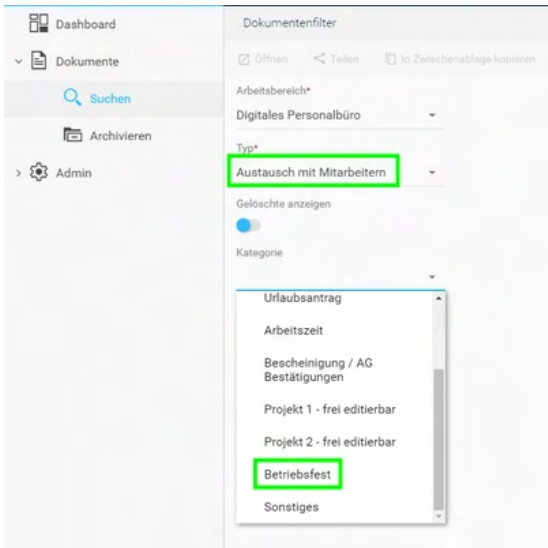 Dashboard
Dokumente
Suchen
Archivieren
Admin
Dokumentenfilter
Öffnen Teilen In Zwischenablage kopieren
Arbeitsbereich*
Digitales Personalbüro
Typ*
Austausch mit Mitarbeitern
Gelöschte anzeigen
Kategorie
Urlaubsantrag
Arbeitszeit
Bescheinigung / AG
Bestätigungen
Projekt 1 - frei editierbar
Projekt 2 - frei editierbar
Betriebsfest
Sonstiges